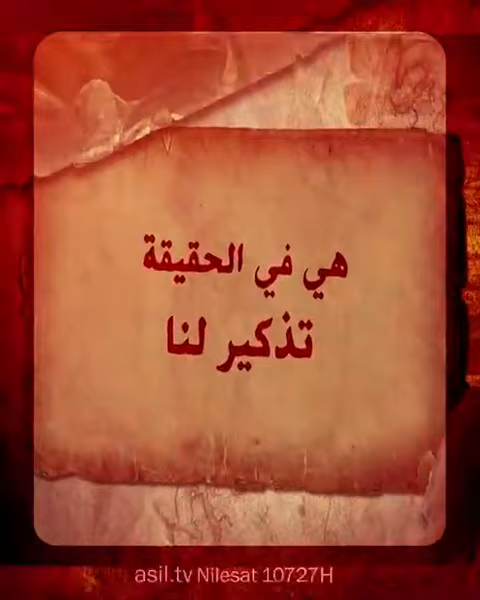 هي في الحقيقة
تذكير لنا
asil.tv Nilesat 10727H